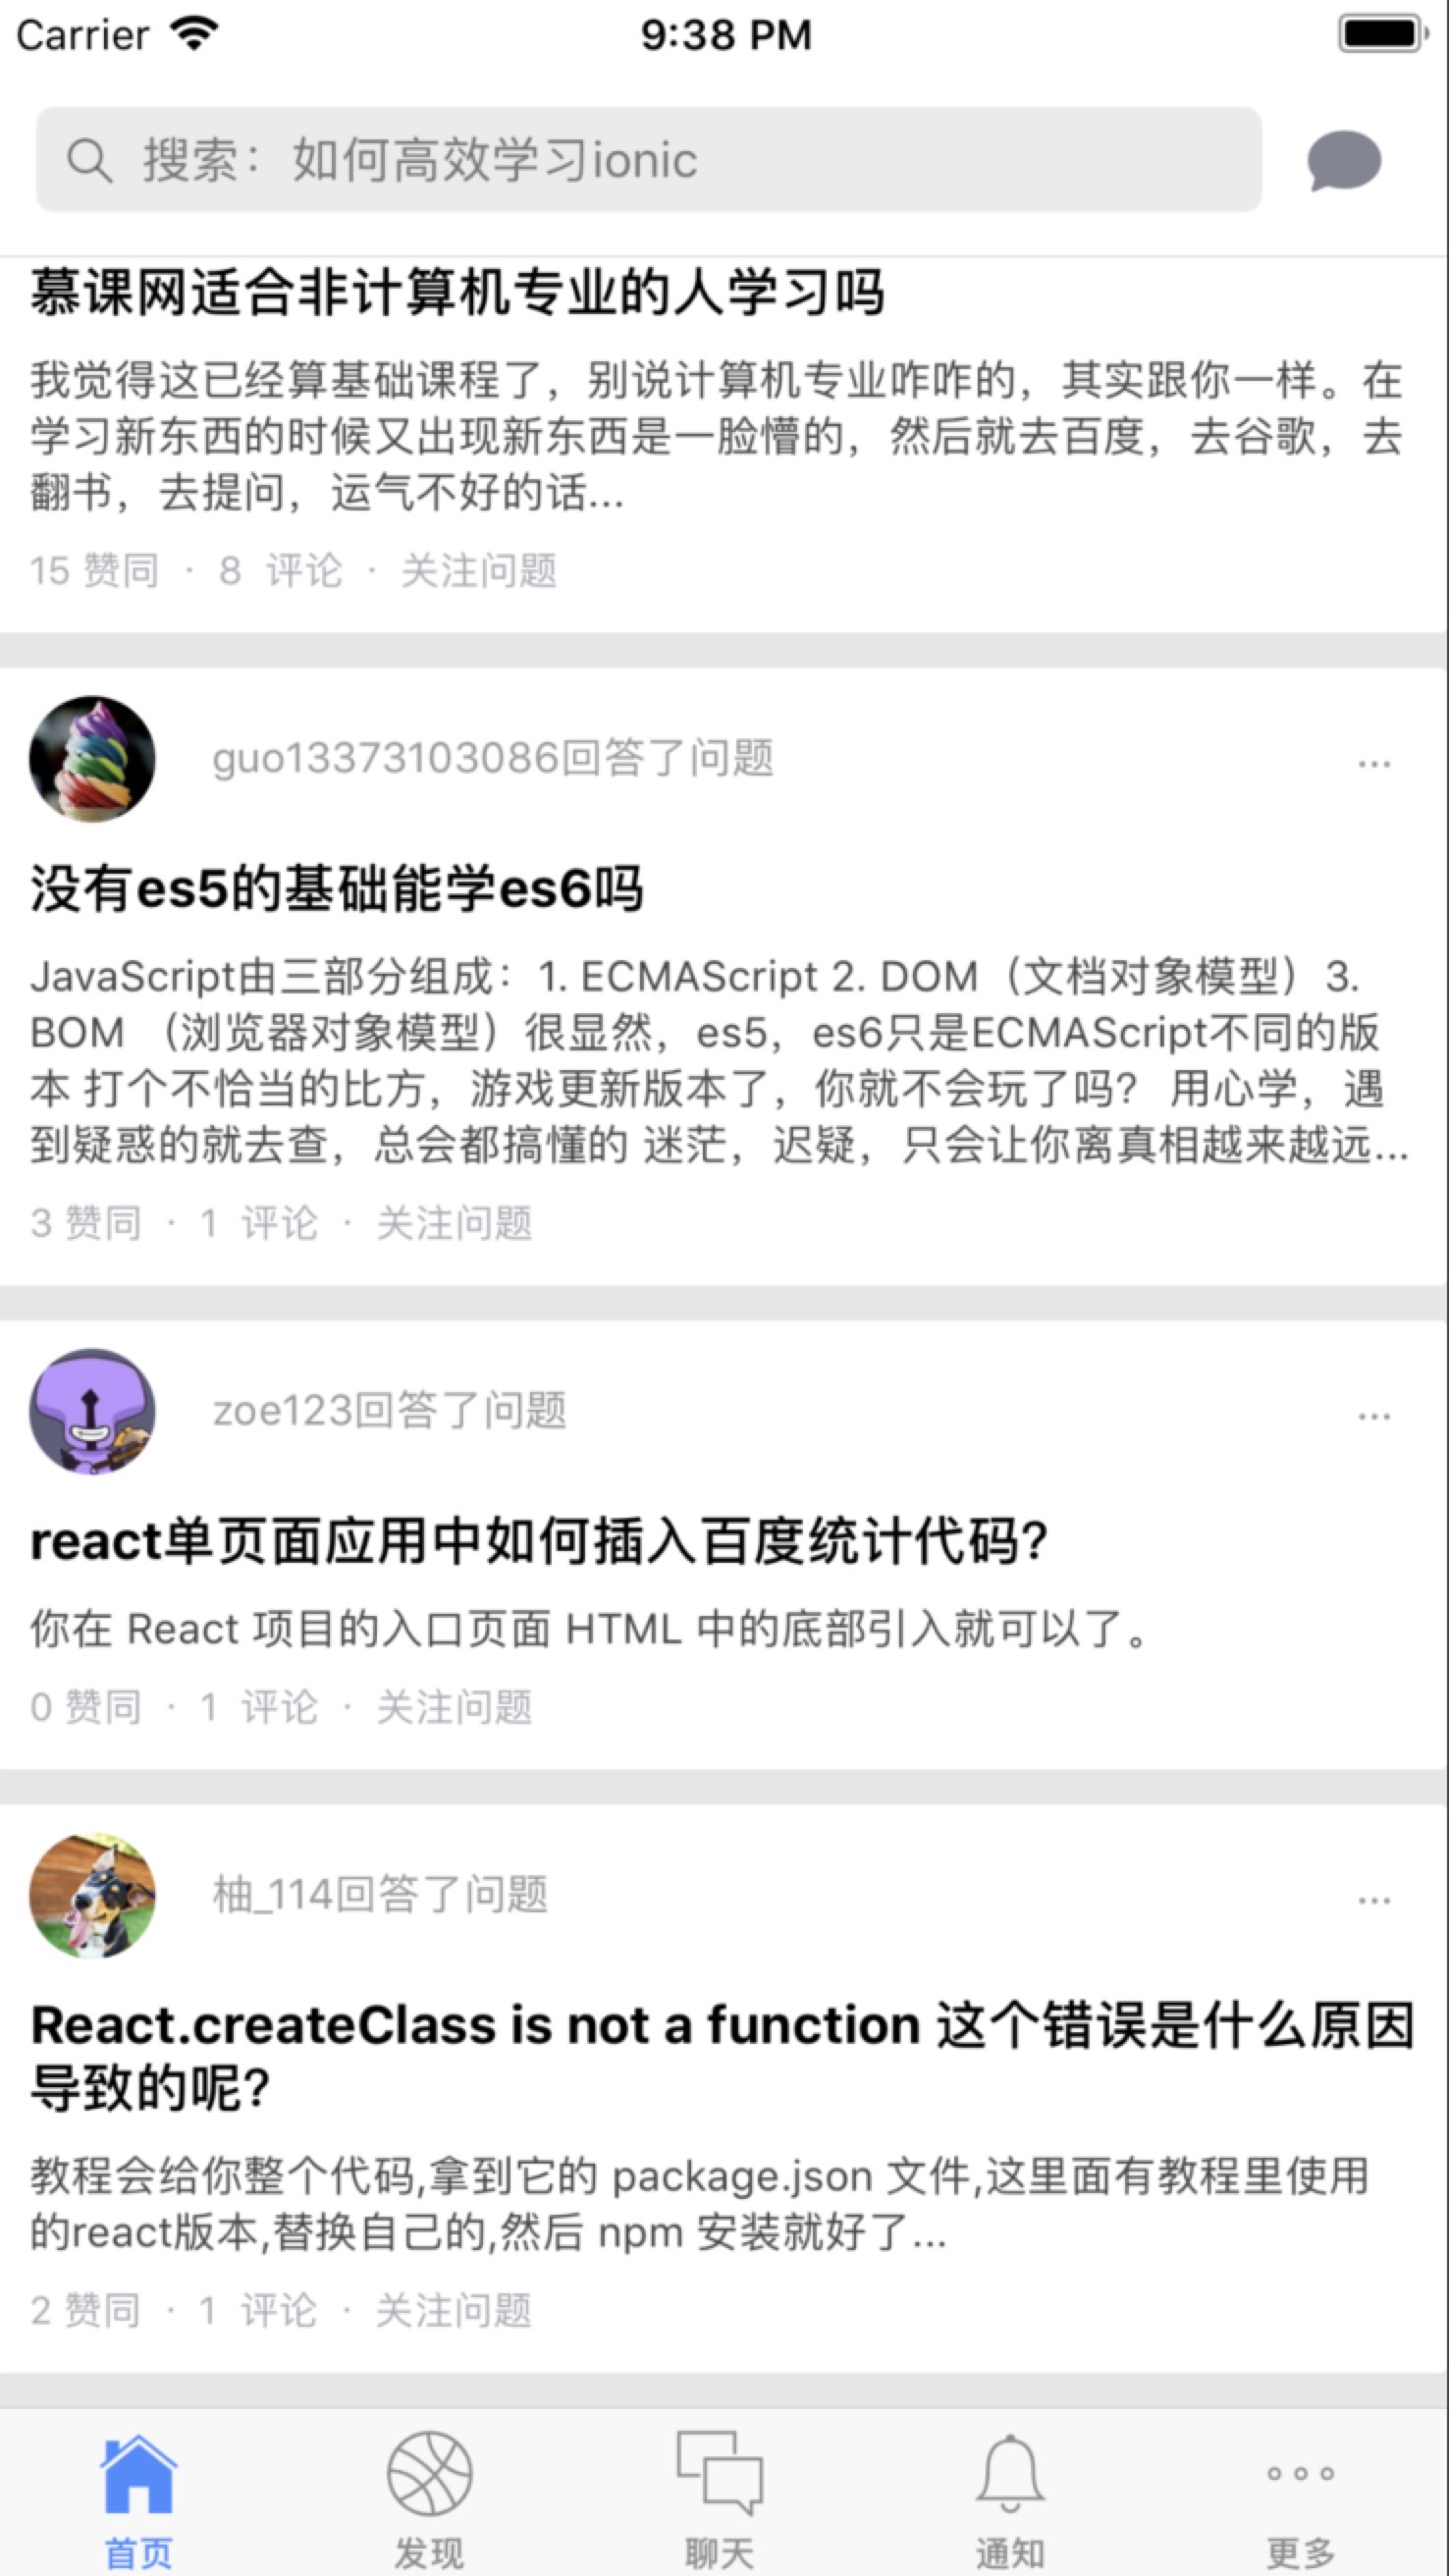 Carrier 9:38 PM
搜索：如何高效学习ionic
慕课网适合非计算机专业的人学习吗
我觉得这已经算基础课程了，别说计算机专业咋咋的，其实跟你一样。在
学习新东西的时候又出现新东西是一脸懵的，然后就去百度，去谷歌，去
翻书，去提问，运气不好的话...
15 赞同 · 8 评论 · 关注问题
guo13373103086回答了问题
...
没有es5的基础能学es6吗
JavaScript由三部分组成：1. ECMAScript 2. DOM（文档对象模型）3.
BOM （浏览器对象模型）很显然，es5，es6只是ECMAScript不同的版
本 打个不恰当的比方，游戏更新版本了，你就不会玩了吗？ 用心学，遇
到疑惑的就去查，总会都搞懂的 迷茫，迟疑，只会让你离真相越来越远...
3 赞同 · 1 评论 · 关注问题
zoe123回答了问题
...
react单页面应用中如何插入百度统计代码?
你在 React 项目的入口页面 HTML 中的底部引入就可以了。
0 赞同 · 1 评论 · 关注问题
柚_114回答了问题
...
React.createClass is not a function 这个错误是什么原因
导致的呢?
教程会给你整个代码,拿到它的 package.json 文件,这里面有教程里使用
的react版本,替换自己的,然后 npm 安装就好了...
2 赞同 · 1 评论 · 关注问题
首页 发现 聊天 通知 更多